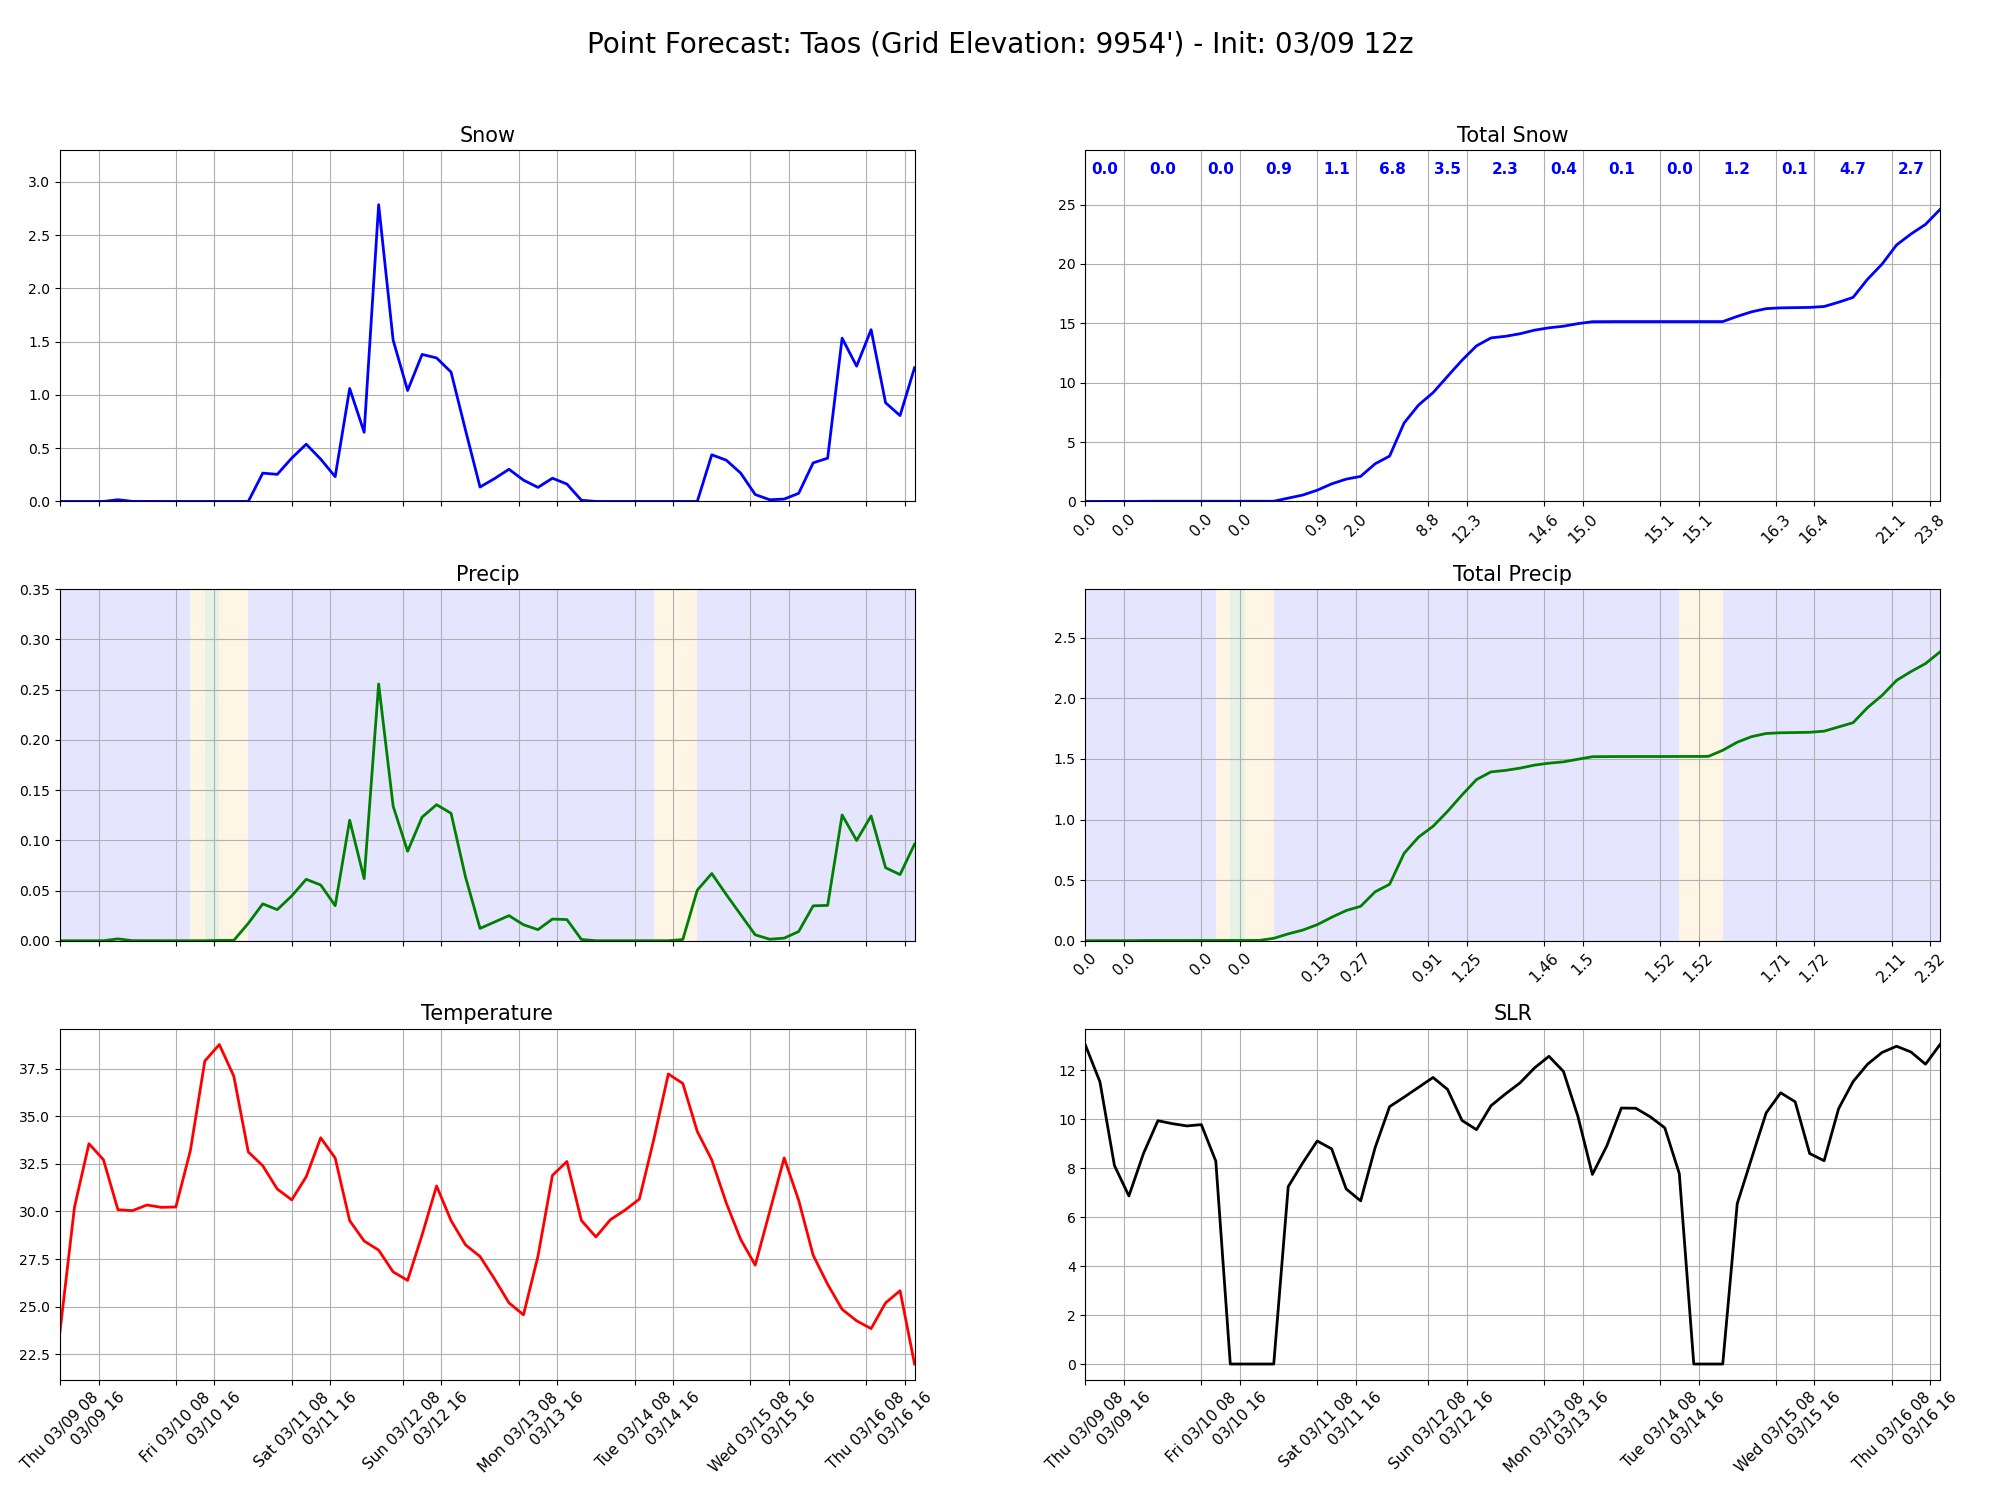 Point Forecast: Taos (Grid Elevation: 9954') - Init: 03/09 12z
Snow
3.0
2.5
2.0
1.5
1.0
0.5
0.0
Total Snow
0.0 0.0 0.0 0.9 1.1 6.8 3.5 2.3 0.4 0.1 0.0 1.2 0.1 4.7 2.7
25
20
15
10
5
0
0.0 0.0 0.0 0.0 0.9 2.0 8.8 12.3 14.6 15.0 15.1 15.1 16.3 16.4 21.1 23.8
Precip
0.35
0.30
0.25
0.20
0.15
0.10
0.05
0.00
Total Precip
2.5
2.0
1.5
1.0
0.5
0.0
0.0 0.0 0.0 0.0 0.13 0.27 0.91 1.25 1.46 1.5 1.52 1.52 1.71 1.72 2.11 2.32
Temperature
37.5
35.0
32.5
30.0
27.5
25.0
22.5
Thu 03/09 08
03/09 16
Fri 03/10 08
03/10 16
Sat 03/11 08
03/11 16
Sun 03/12 08
03/12 16
Mon 03/13 08
03/13 16
Tue 03/14 08
03/14 16
Wed 03/15 08
03/15 16
Thu 03/16 08
03/16 16
SLR
12
10
8
6
4
2
0
Thu 03/09 08
03/09 16
Fri 03/10 08
03/10 16
Sat 03/11 08
03/11 16
Sun 03/12 08
03/12 16
Mon 03/13 08
03/13 16
Tue 03/14 08
03/14 16
Wed 03/15 08
03/15 16
Thu 03/16 08
03/16 16